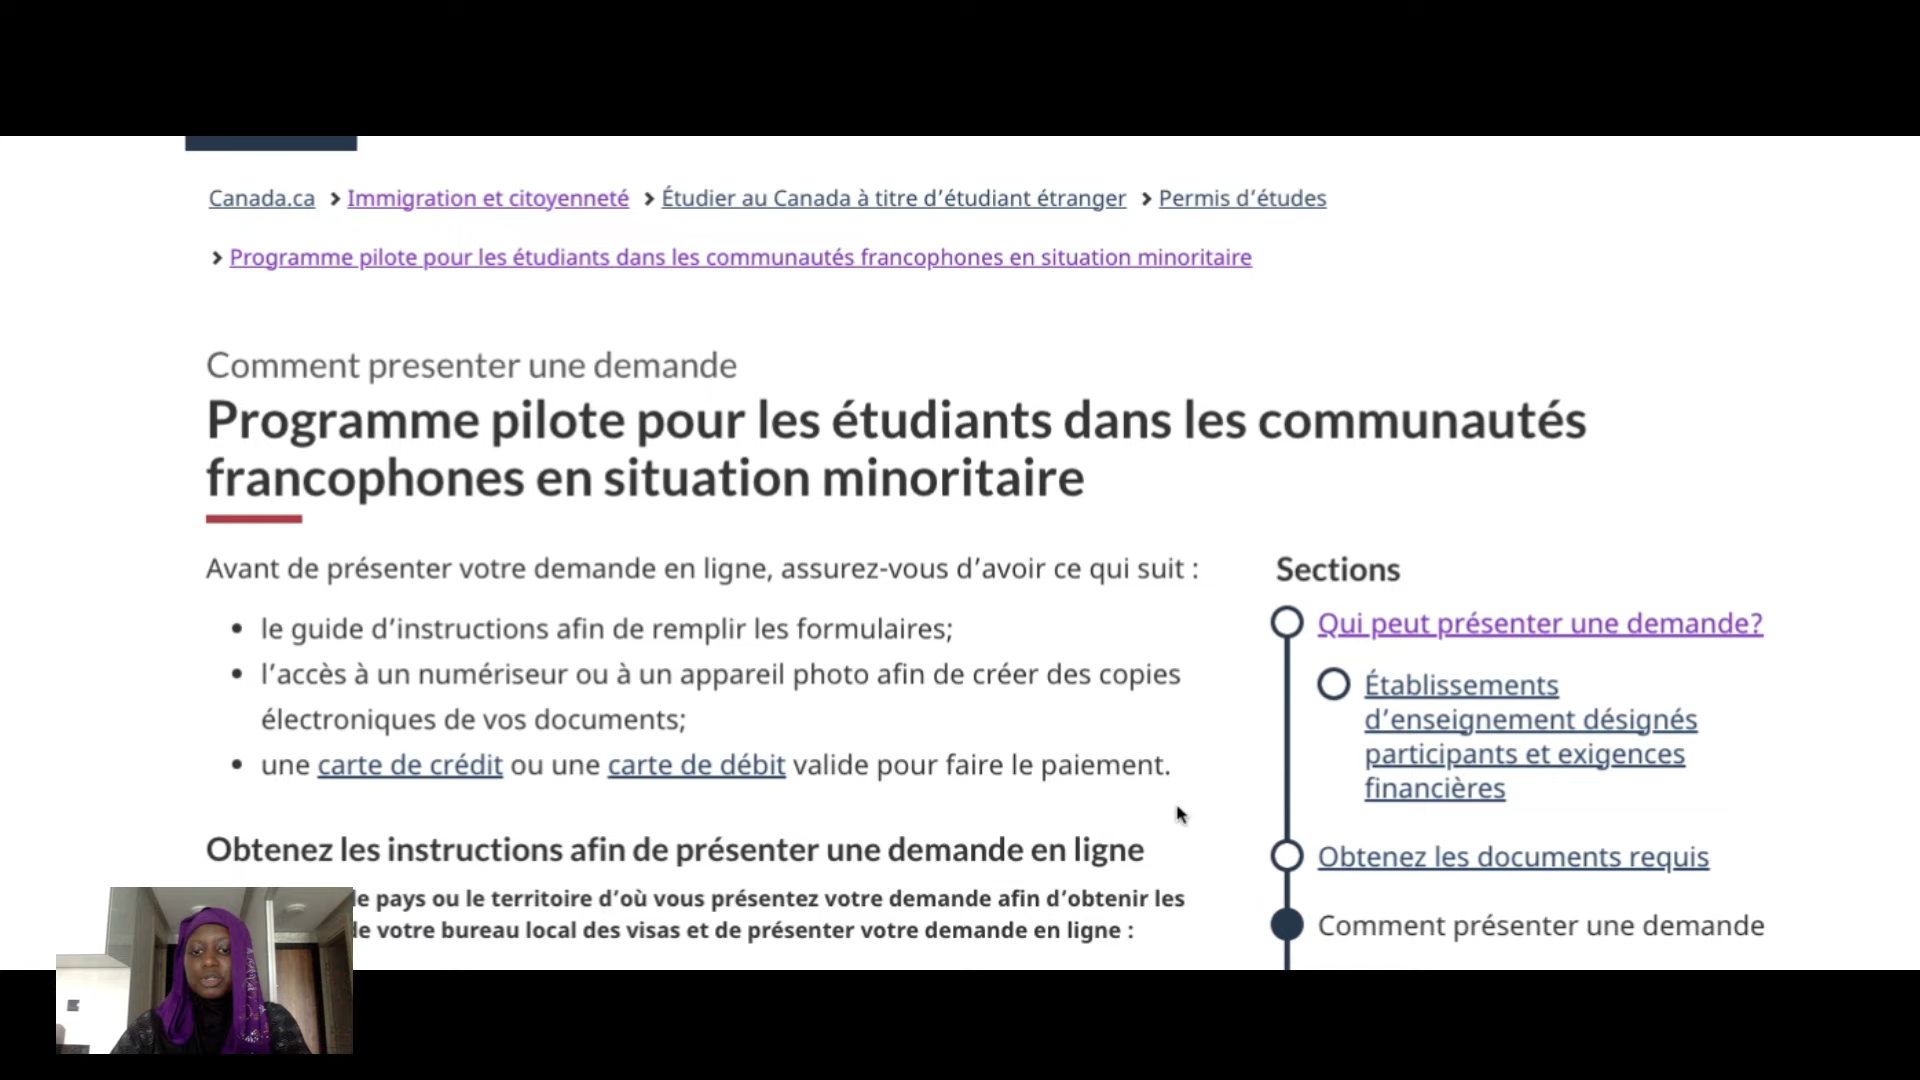 Canada.ca > Immigration et citoyenneté > Étudier au Canada à titre d’étudiant étranger > Permis d’études
> Programme pilote pour les étudiants dans les communautés francophones en situation minoritaire
Comment presenter une demande
Programme pilote pour les étudiants dans les communautés
francophones en situation minoritaire
Avant de présenter votre demande en ligne, assurez-vous d’avoir ce qui suit :
• le guide d’instructions afin de remplir les formulaires;
• l’accès à un numériseur ou à un appareil photo afin de créer des copies
électroniques de vos documents;
• une carte de crédit ou une carte de débit valide pour faire le paiement.
Obtenez les instructions afin de présenter une demande en ligne
pays ou le territoire d’où vous présentez votre demande afin d’obtenir les
de votre bureau local des visas et de présenter votre demande en ligne :
Sections
Qui peut présenter une demande?
Établissements
d’enseignement désignés
participants et exigences
financières
Obtenez les documents requis
Comment présenter une demande